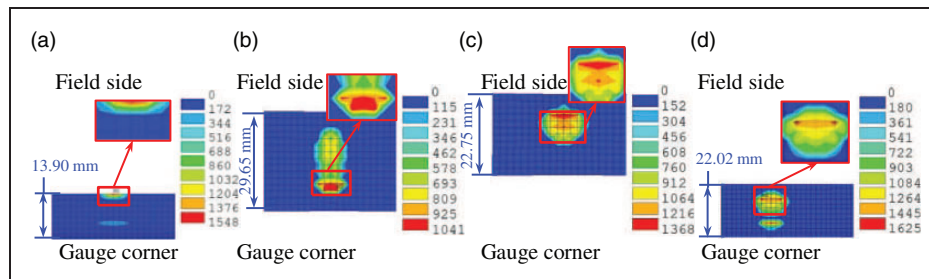 (a)
Field side
13.90 mm
Gauge corner
0
172
344
516
688
860
1032
1204
1376
1548
(b)
Field side
29.65 mm
Gauge corner
0
115
231
346
462
578
693
809
925
1041
(c)
Field side
22.75 mm
Gauge corner
0
152
304
456
608
760
912
1064
1216
1368
(d)
Field side
22.02 mm
Gauge corner
0
180
361
541
722
903
1084
1264
1445
1625